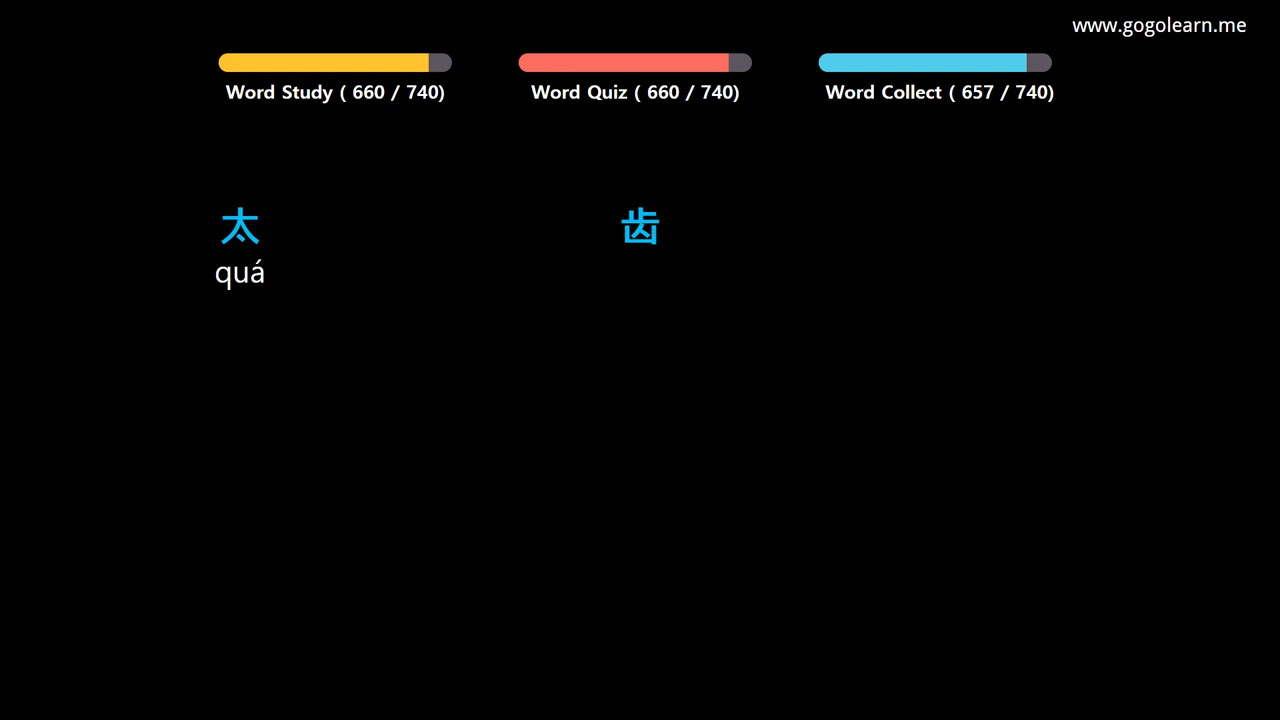 www.gogolearn.me
Word Study ( 660 / 740)
Word Quiz ( 660 / 740)
Word Collect ( 657 / 740)
太
齿
quá